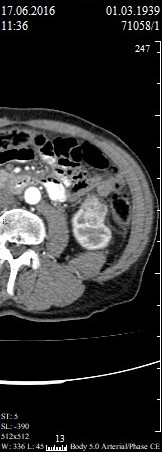 17.06.2016 01.03.1939
11:36 71058/1
247
ST: 5
SL: -390
512x512
13
W: 336 L: 45 Body 5.0 Arterial/Phase CE